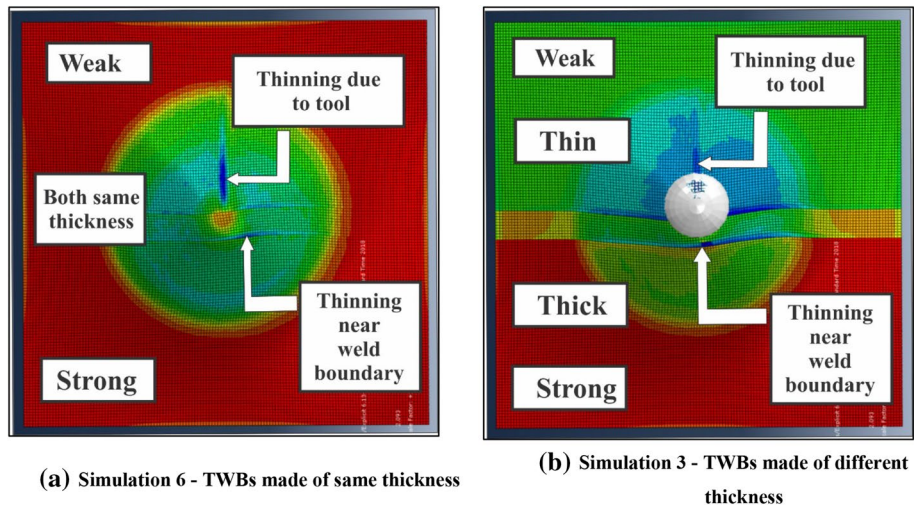 Weak
Thinning due
to tool
Both same
thickness
Thinning
near
weld
boundary
Strong
Weak
Thin
Thinning due
to tool
Thick
Thinning
near
weld
boundary
Strong
(a) Simulation 6 - TWBs made of same thickness
(b) Simulation 3 - TWBs made of different
thickness